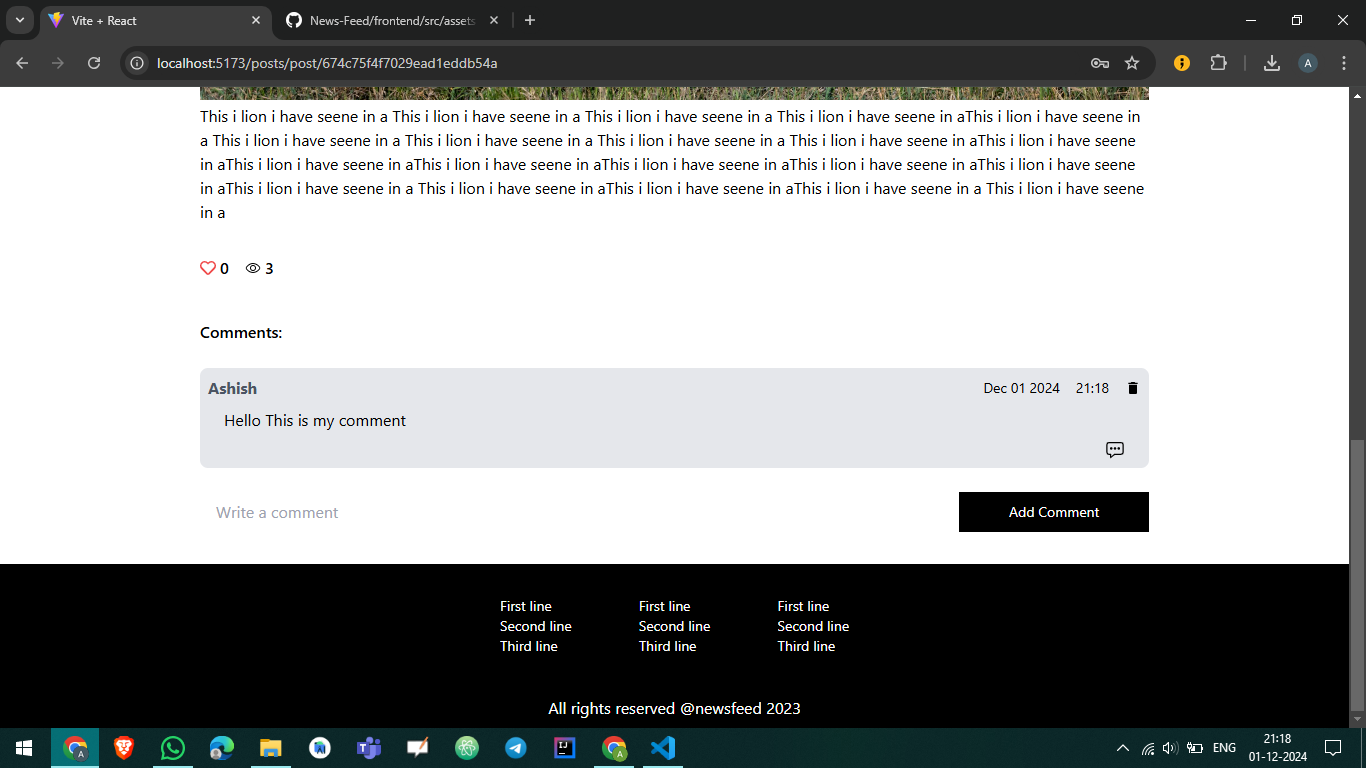 Vite + React
News-Feed/frontend/src/assets
localhost:5173/posts/post/674c75f4f7029ead1eddb54a
A
This i lion i have seene in a This i lion i have seene in a This i lion i have seene in a This i lion i have seene in aThis i lion i have seene in
a This i lion i have seene in a This i lion i have seene in a This i lion i have seene in a This i lion i have seene in aThis i lion i have seene
in aThis i lion i have seene in aThis i lion i have seene in aThis i lion i have seene in aThis i lion i have seene in aThis i lion i have seene
in aThis i lion i have seene in a This i lion i have seene in aThis i lion i have seene in aThis i lion i have seene in a This i lion i have seene
in a
0 3
Comments:
Ashish Dec 01 2024 21:18
Hello This is my comment
Write a comment Add Comment
First line First line First line
Second line Second line Second line
Third line Third line Third line
All rights reserved @newsfeed 2023
ENG 21:18
01-12-2024